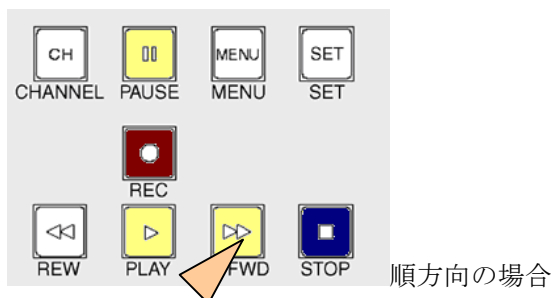 CH MENU SET
CHANNEL PAUSE MENU SET
REC
REW PLAY FWD STOP
順方向の場合